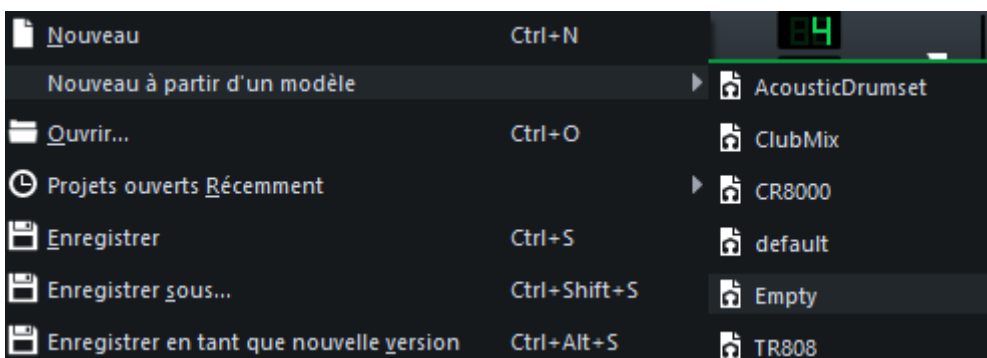 Nouveau Ctrl+N
Nouveau à partir d'un modèle
Ouvrir... Ctrl+O
Projets ouverts Récemment
Enregistrer Ctrl+S
Enregistrer sous... Ctrl+Shift+S
Enregistrer en tant que nouvelle version Ctrl+Alt+S
4
AcousticDrumset
ClubMix
CR8000
default
Empty
TR808